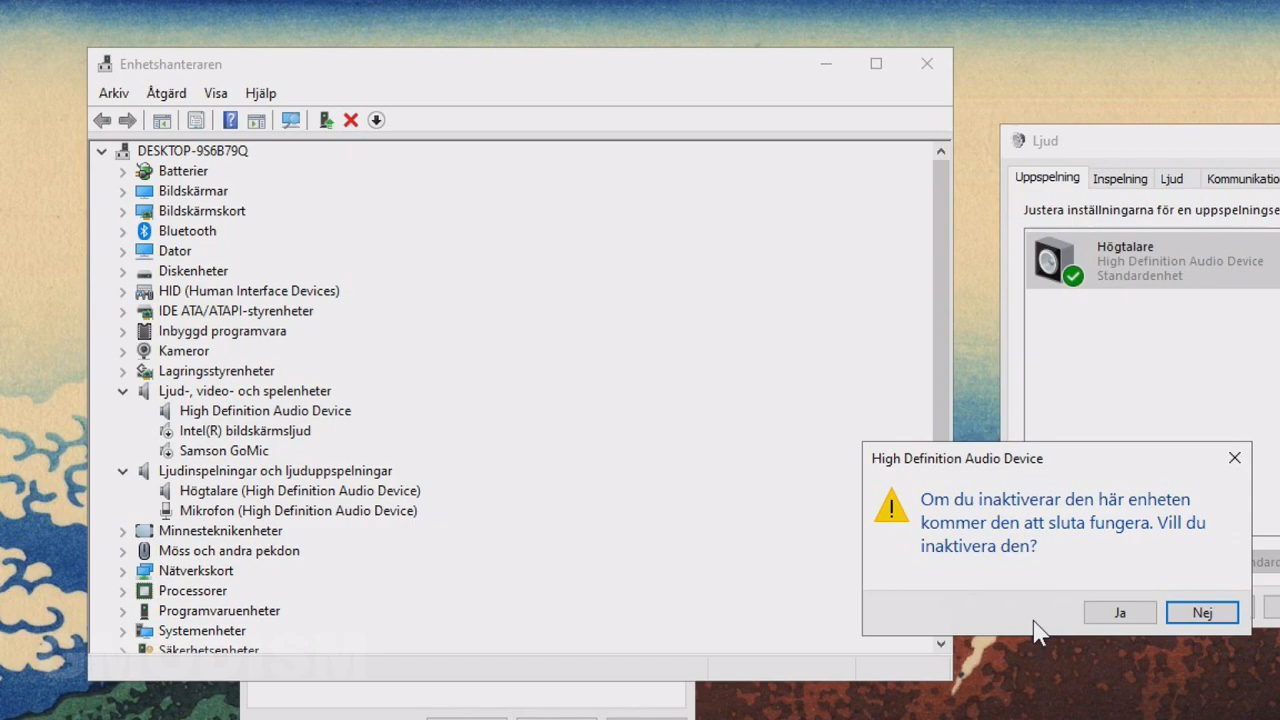 Enhetshanteraren
Arkiv Åtgärd Visa Hjälp
DESKTOP-9S6B79Q
Batterier
Bildskärmar
Bildskärmskort
Bluetooth
Dator
Diskenheter
HID (Human Interface Devices)
IDE ATA/ATAPI-styrenheter
Inbyggd programvara
Kameror
Lagringsstyrenheter
Ljud-, video- och spelenheter
High Definition Audio Device
Intel(R) bildskärmsljud
Samson GoMic
Ljudinspelningar och ljuduppspelningar
Högtalare (High Definition Audio Device)
Mikrofon (High Definition Audio Device)
Minnesteknikenheter
Möss och andra pekdon
Nätverkskort
Processorer
Programvaruenheter
Systemenheter
Säkerhetsenheter
Ljud
Uppspelning Inspelning Ljud Kommunikatio
Justera inställningarna för en uppspelningse
Högtalare
High Definition Audio Device
Standardenhet
High Definition Audio Device
Om du inaktiverar den här enheten
kommer den att sluta fungera. Vill du
inaktivera den?
Ja Nej